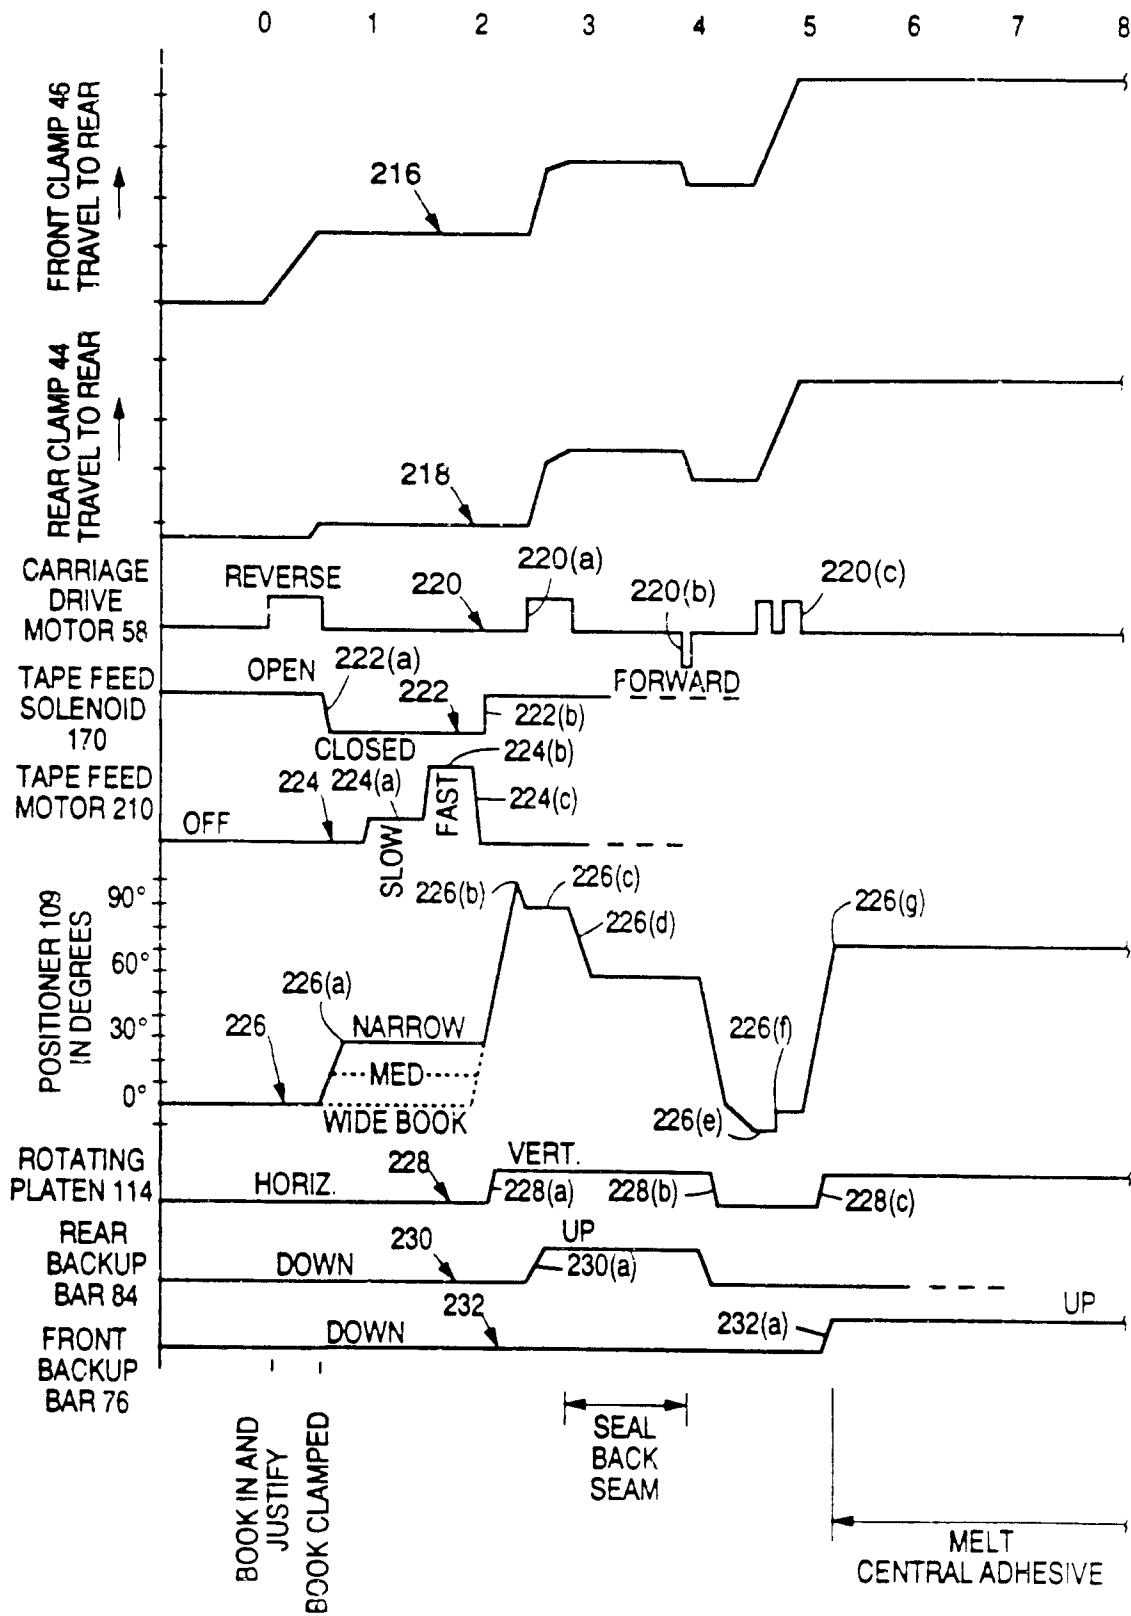 0 1 2 3 4 5 6 7 8
FRONT CLAMP 46
TRAVEL TO REAR
216
REAR CLAMP 44
TRAVEL TO REAR
218
CARRIAGE
DRIVE
MOTOR 58
REVERSE
220
220(a)
220(b)
220(c)
FORWARD
TAPE FEED
SOLENOID
170
OPEN
222(a)
222
222(b)
CLOSED
TAPE FEED
MOTOR 210
OFF
224
224(a)
224(b)
224(c)
SLOW
FAST
POSITIONER 109
IN DEGREES
90°
60°
30°
0°
226
226(a)
226(b)
226(c)
226(d)
226(e)
226(f)
226(g)
NARROW
MED
WIDE BOOK
ROTATING
PLATEN 114
HORIZ.
228
VERT.
228(a)
228(b)
228(c)
REAR
BACKUP
BAR 84
DOWN
230
UP
230(a)
FRONT
BACKUP
BAR 76
DOWN
232
232(a)
UP
BOOK IN AND
JUSTIFY
BOOK CLAMPED
SEAL
BACK
SEAM
MELT
CENTRAL ADHESIVE